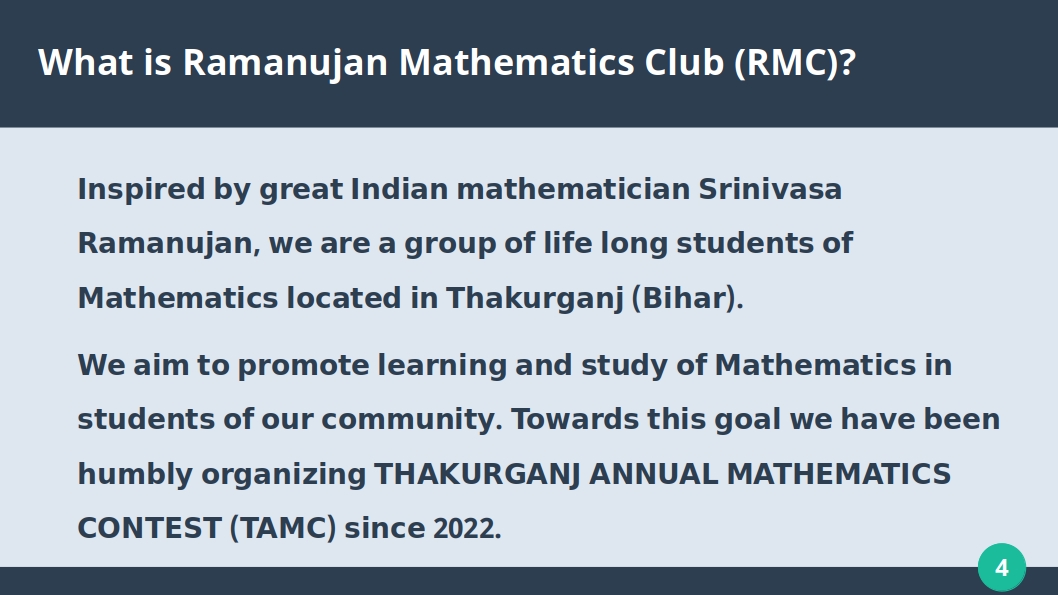 What is Ramanujan Mathematics Club (RMC)?
Inspired by great Indian mathematician Srinivasa
Ramanujan, we are a group of life long students of
Mathematics located in Thakurganj (Bihar).
We aim to promote learning and study of Mathematics in
students of our community. Towards this goal we have been
humbly organizing THAKURGANJ ANNUAL MATHEMATICS
CONTEST (TAMC) since 2022.
4